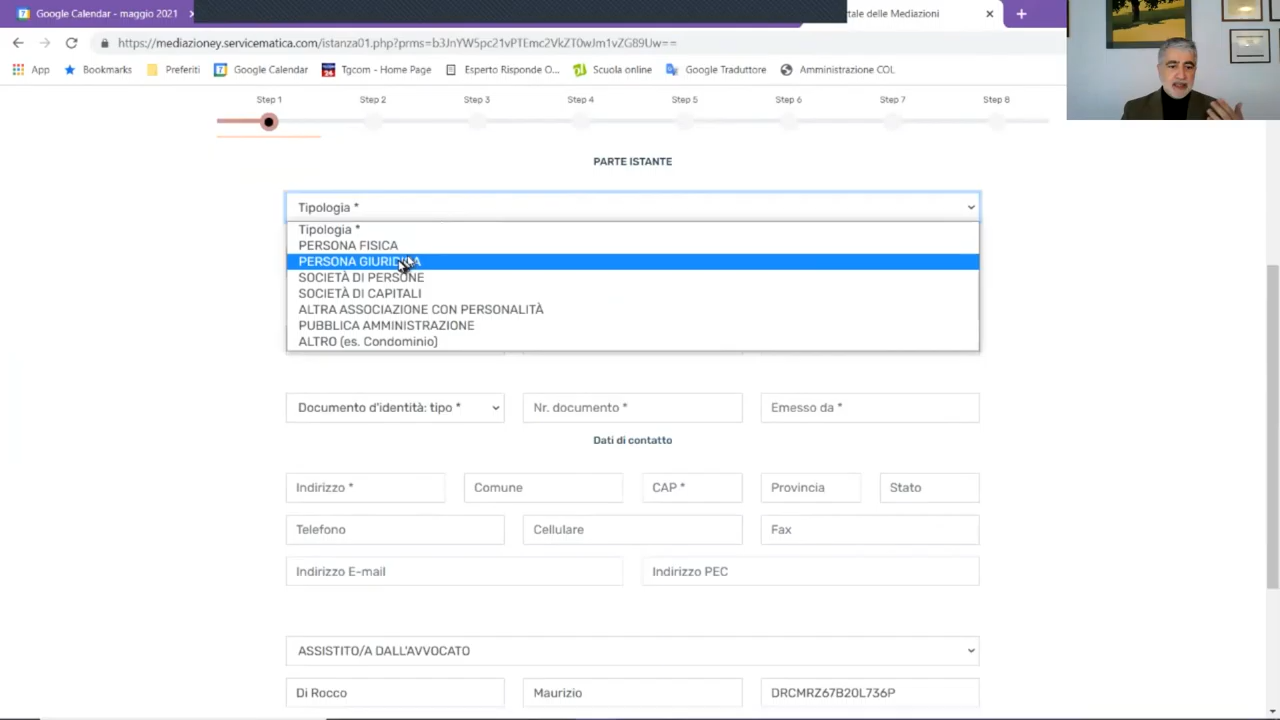 Google Calendar - maggio 2021
tale delle Mediazioni
https://mediazioney.servicematica.com/istanza01.php?prms=b3JnYW5pc21vPTEmc2VkZT0wJm1vZG89Uw==
App Bookmarks Preferiti Google Calendar Tgcom - Home Page Esperto Risponde O... Scuola online Google Traduttore Amministrazione COL
Step 1 Step 2 Step 3 Step 4 Step 5 Step 6 Step 7 Step 8
PARTE ISTANTE
Tipologia *
Tipologia *
PERSONA FISICA
PERSONA GIURIDICA
SOCIETÀ DI PERSONE
SOCIETÀ DI CAPITALI
ALTRA ASSOCIAZIONE CON PERSONALITÀ
PUBBLICA AMMINISTRAZIONE
ALTRO (es. Condominio)
Documento d'identità: tipo * Nr. documento * Emesso da *
Dati di contatto
Indirizzo * Comune CAP * Provincia Stato
Telefono Cellulare Fax
Indirizzo E-mail Indirizzo PEC
ASSISTITO/A DALL'AVVOCATO
Di Rocco Maurizio DRCMRZ67B20L736P